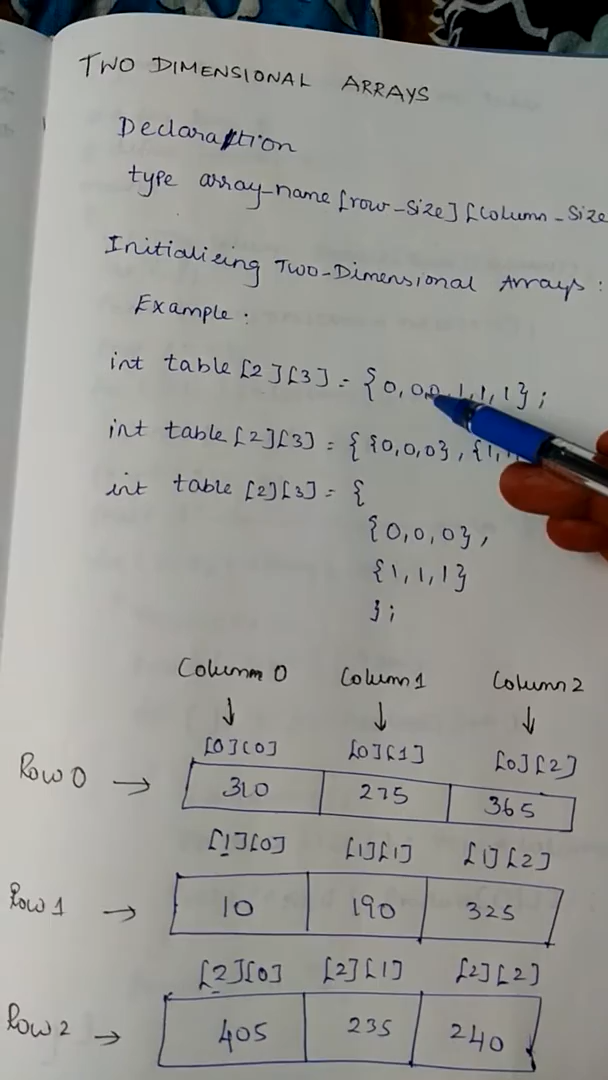 TWO DIMENSIONAL ARRAYS
Declaration
type array-name [row-size] [column-size
Initializing Two-Dimensional Arrays:
Example:
int table [2][3] = {0,0,0,1,1,1};
int table [2][3] = {{0,0,0},{1,1
int table [2][3] = {
{0,0,0},
{1,1,1}
};
Column 0 Column 1 Column 2
↓ ↓ ↓
[0][0] [0][1] [0][2]
Row 0 → 310 275 365
[1][0] [1][1] [1][2]
Row 1 → 10 190 325
[2][0] [2][1] [2][2]
Row 2 → 405 235 240